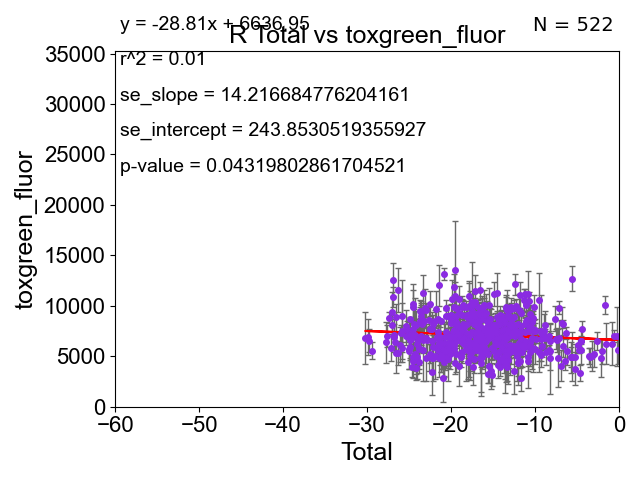 y = -28.81x + 6636.95
N = 522
R Total vs toxgreen_fluor
r^2 = 0.01
se_slope = 14.216684776204161
se_intercept = 243.8530519355927
p-value = 0.04319802861704521
toxgreen_fluor
35000
30000
25000
20000
15000
10000
5000
0
−60 −50 −40 −30 −20 −10 0
Total